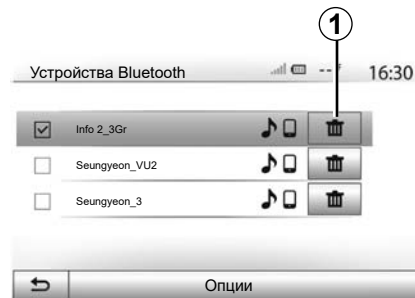 1
Устройства Bluetooth -- 16:30
Info 2_3Gr
Seungyeon_VU2
Seungyeon_3
Опции